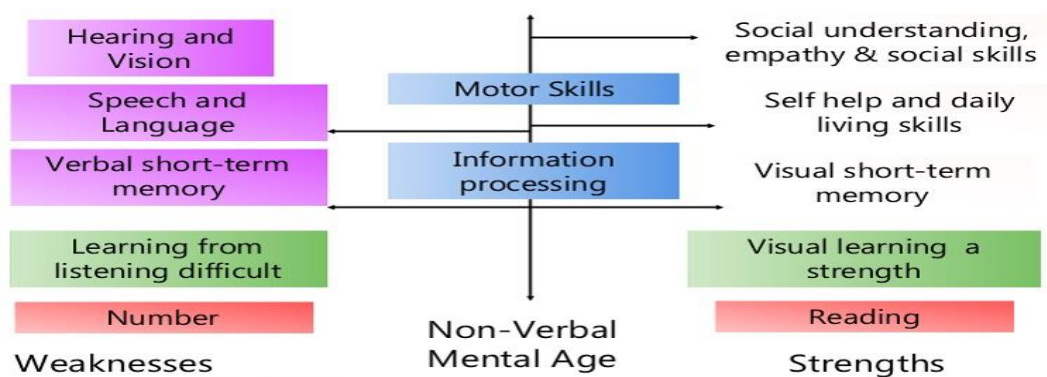 Hearing and
Vision
Speech and
Language
Verbal short-term
memory
Learning from
listening difficult
Number
Weaknesses
Motor Skills
Information
processing
Non-Verbal
Mental Age
Social understanding,
empathy & social skills
Self help and daily
living skills
Visual short-term
memory
Visual learning a
strength
Reading
Strengths